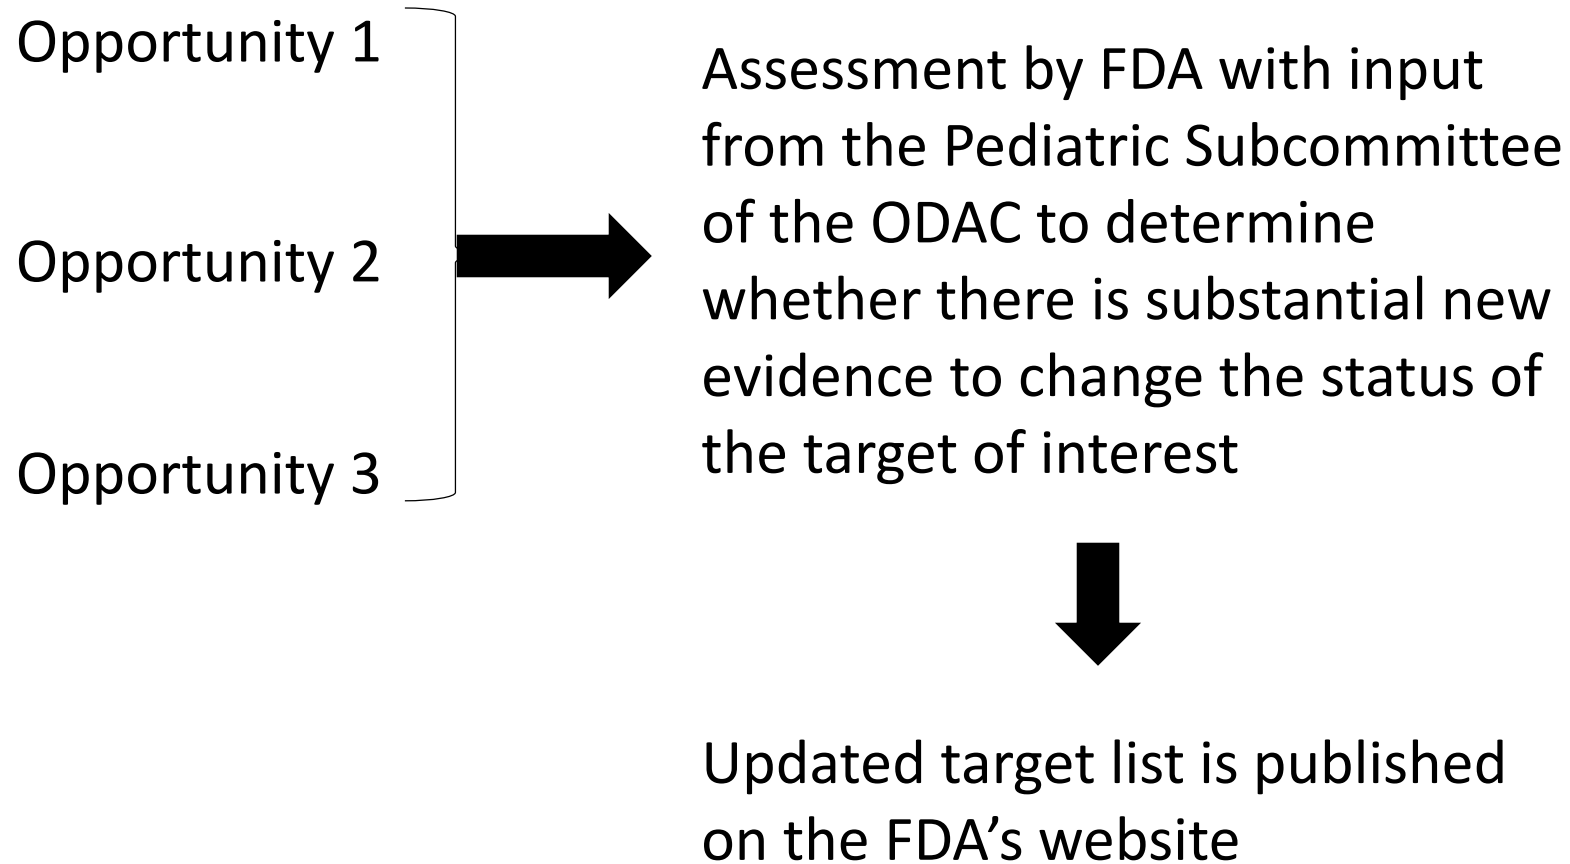 Opportunity 1
Opportunity 2
Opportunity 3
Assessment by FDA with input
from the Pediatric Subcommittee
of the ODAC to determine
whether there is substantial new
evidence to change the status of
the target of interest
Updated target list is published
on the FDA’s website